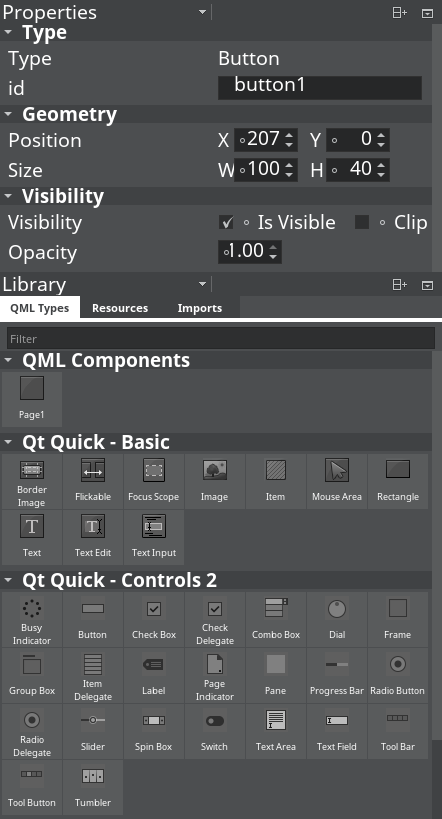 Properties
Type
Type Button
id button1
Geometry
Position X 207 Y 0
Size W 100 H 40
Visibility
Visibility Is Visible Clip
Opacity 1.00
Library
QML Types Resources Imports
Filter
QML Components
Page1
Qt Quick - Basic
Border Image Flickable Focus Scope Image Item Mouse Area Rectangle
Text Text Edit Text Input
Qt Quick - Controls 2
Busy Indicator Button Check Box Check Delegate Combo Box Dial Frame
Group Box Item Delegate Label Page Indicator Pane Progress Bar Radio Button
Radio Delegate Slider Spin Box Switch Text Area Text Field Tool Bar
Tool Button Tumbler